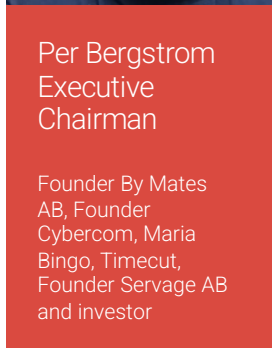 Per Bergstrom
Executive
Chairman
Founder By Mates
AB, Founder
Cybercom, Maria
Bingo, Timecut,
Founder Servage AB
and investor